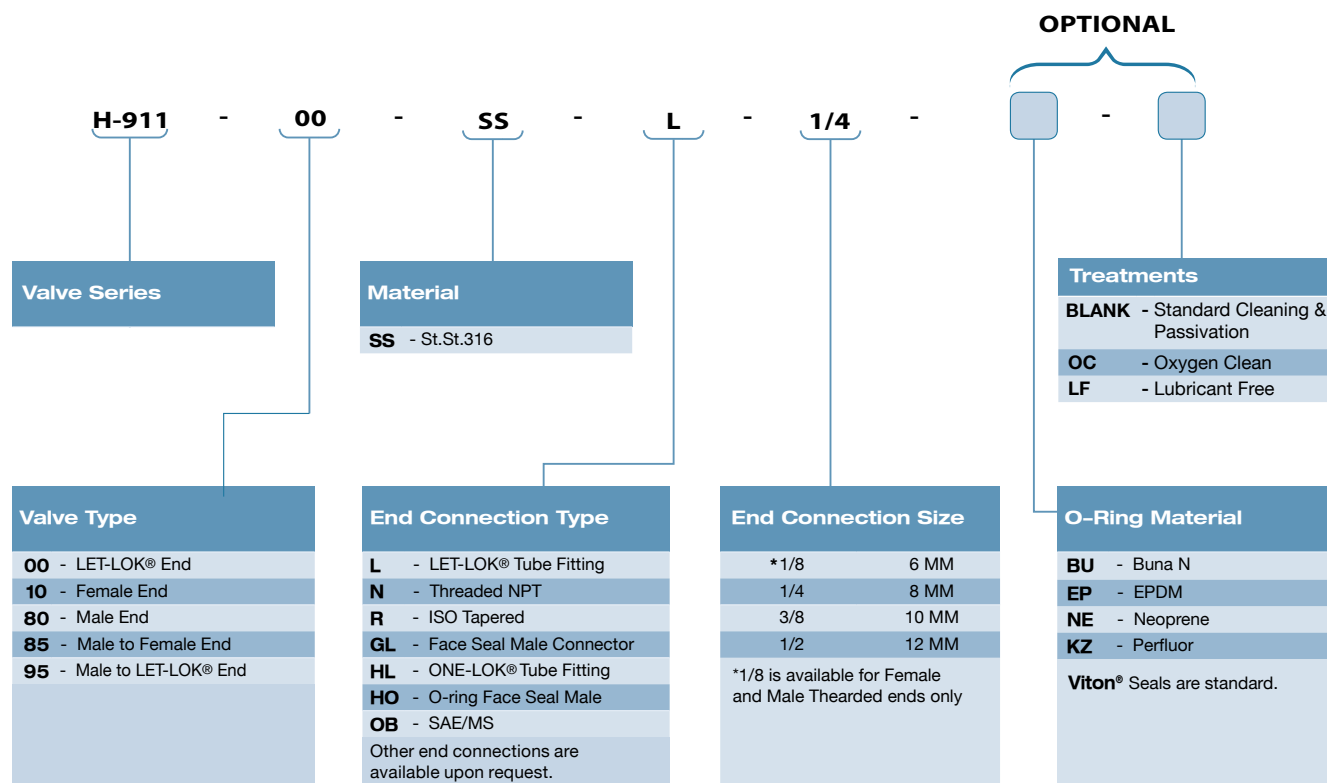 OPTIONAL
H-911 - 00 - SS - L - 1/4 - -
Valve Series
Material
SS - St.St.316
Treatments
BLANK - Standard Cleaning &
Passivation
OC - Oxygen Clean
LF - Lubricant Free
Valve Type
00 - LET-LOK® End
10 - Female End
80 - Male End
85 - Male to Female End
95 - Male to LET-LOK® End
End Connection Type
L - LET-LOK® Tube Fitting
N - Threaded NPT
R - ISO Tapered
GL - Face Seal Male Connector
HL - ONE-LOK® Tube Fitting
HO - O-ring Face Seal Male
OB - SAE/MS
Other end connections are
available upon request.
End Connection Size
*1/8 6 MM
1/4 8 MM
3/8 10 MM
1/2 12 MM
*1/8 is available for Female
and Male Thearded ends only
O-Ring Material
BU - Buna N
EP - EPDM
NE - Neoprene
KZ - Perfluor
Viton® Seals are standard.